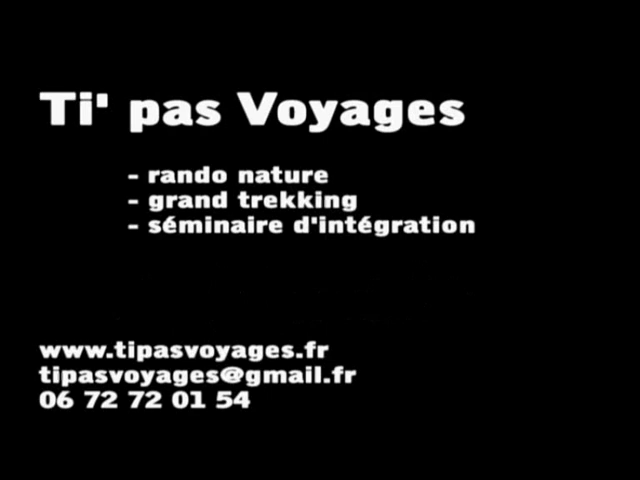 Ti' pas Voyages
- rando nature
- grand trekking
- séminaire d'intégration
www.tipasvoyages.fr
tipasvoyages@gmail.fr
06 72 72 01 54